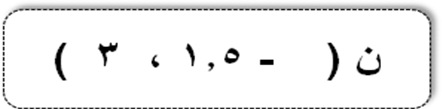 ن ( - ١,٥ ، ٣ )